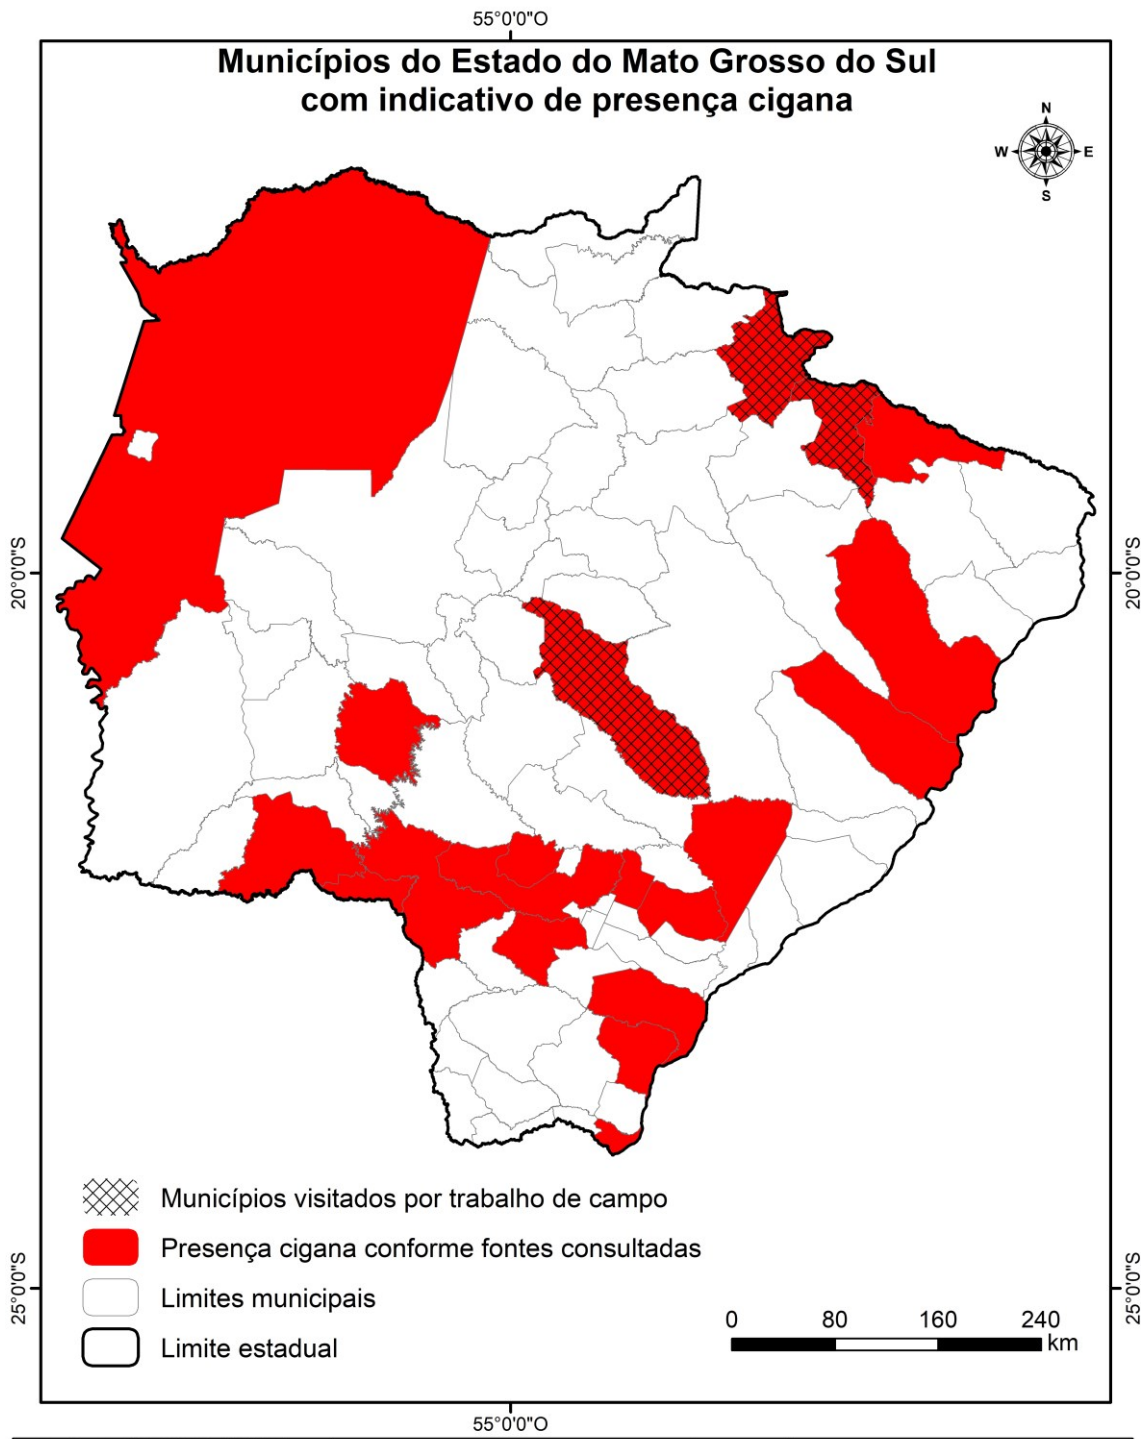 55°0'0"O
Municípios do Estado do Mato Grosso do Sul
com indicativo de presença cigana
N
W E
S
20°0'0"S 20°0'0"S
Municípios visitados por trabalho de campo
Presença cigana conforme fontes consultadas
25°0'0"S 25°0'0"S
Limites municipais
0 80 160 240
km
Limite estadual
55°0'0"O